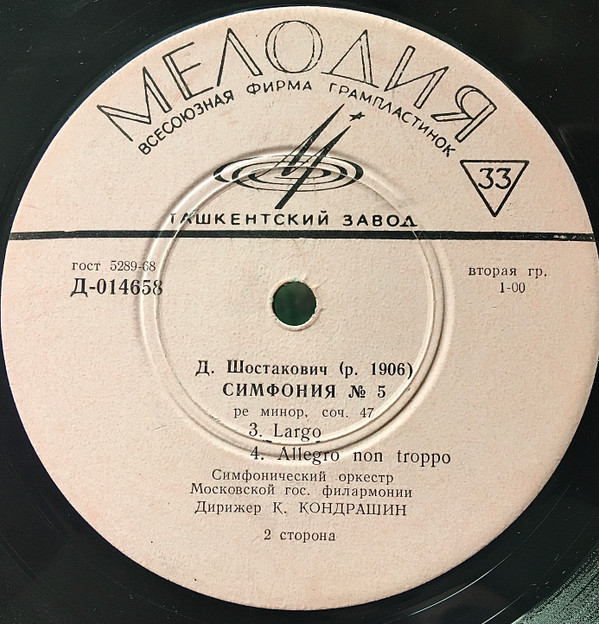 МЕЛОДИЯ
ВСЕСОЮЗНАЯ ФИРМА ГРАМПЛАСТИНОК
33
ТАШКЕНТСКИЙ ЗАВОД
гост 5289-68
Д-014658
вторая гр.
1-00
Д. Шостакович (р. 1906)
СИМФОНИЯ № 5
ре минор, соч. 47
3. Largo
4. Allegro non troppo
Симфонический оркестр
Московской гос. филармонии
Дирижер К. КОНДРАШИН
2 сторона